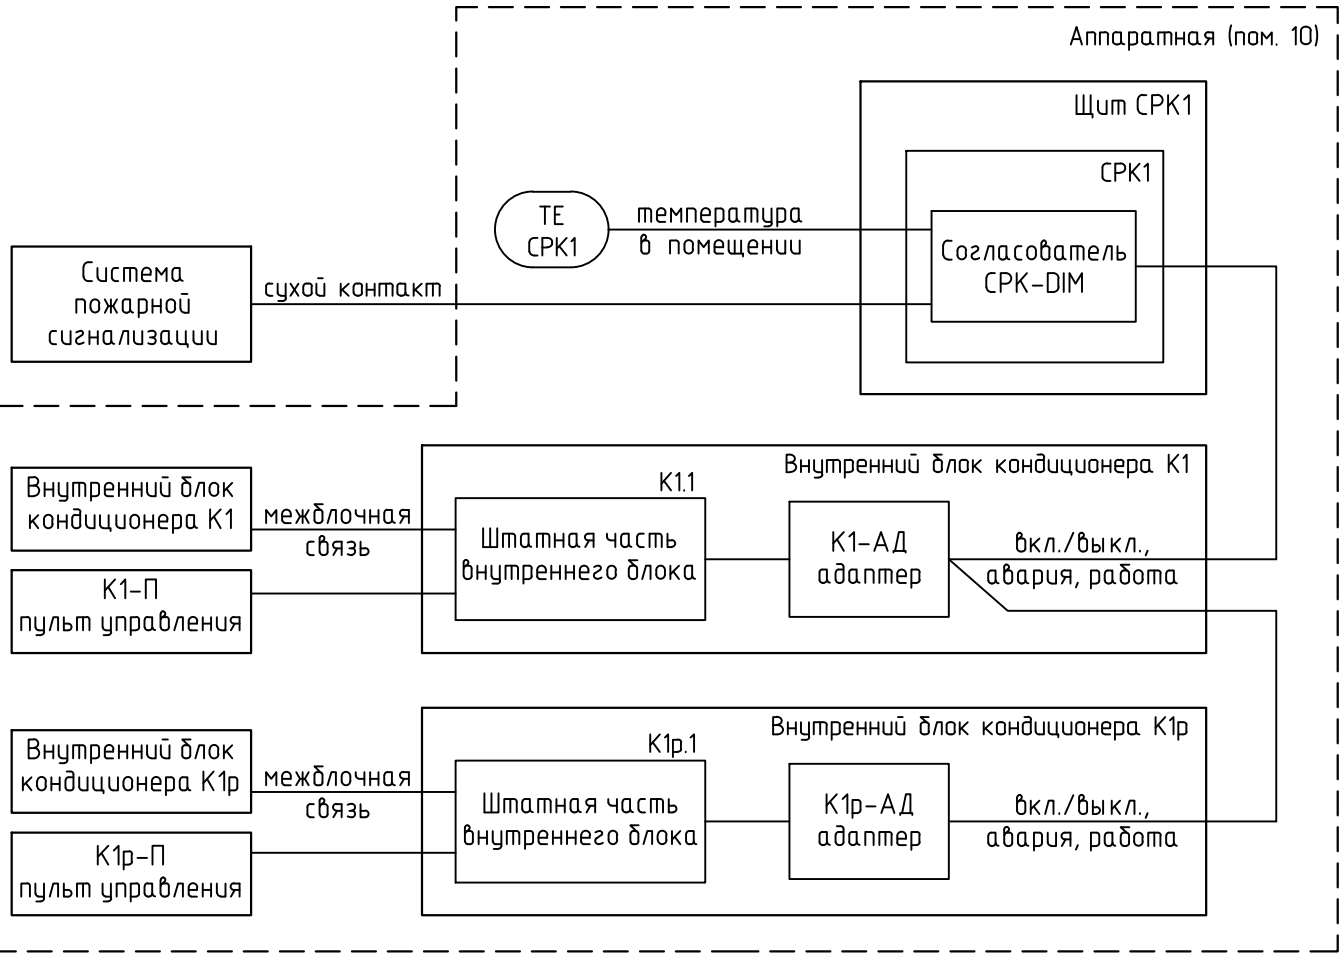 Аппаратная (пом. 10)
Щит СРК1
СРК1
ТЕ
СРК1
температура
в помещении
Согласователь
СРК-DIM
Система
пожарной
сигнализации
сухой контакт
Внутренний блок кондиционера К1
К1.1
Внутренний блок
кондиционера К1
межблочная
связь
Штатная часть
внутреннего блока
К1-АД
адаптер
вкл./выкл.,
авария, работа
К1-П
пульт управления
Внутренний блок кондиционера К1р
К1р.1
Внутренний блок
кондиционера К1р
межблочная
связь
Штатная часть
внутреннего блока
К1р-АД
адаптер
вкл./выкл.,
авария, работа
К1р-П
пульт управления